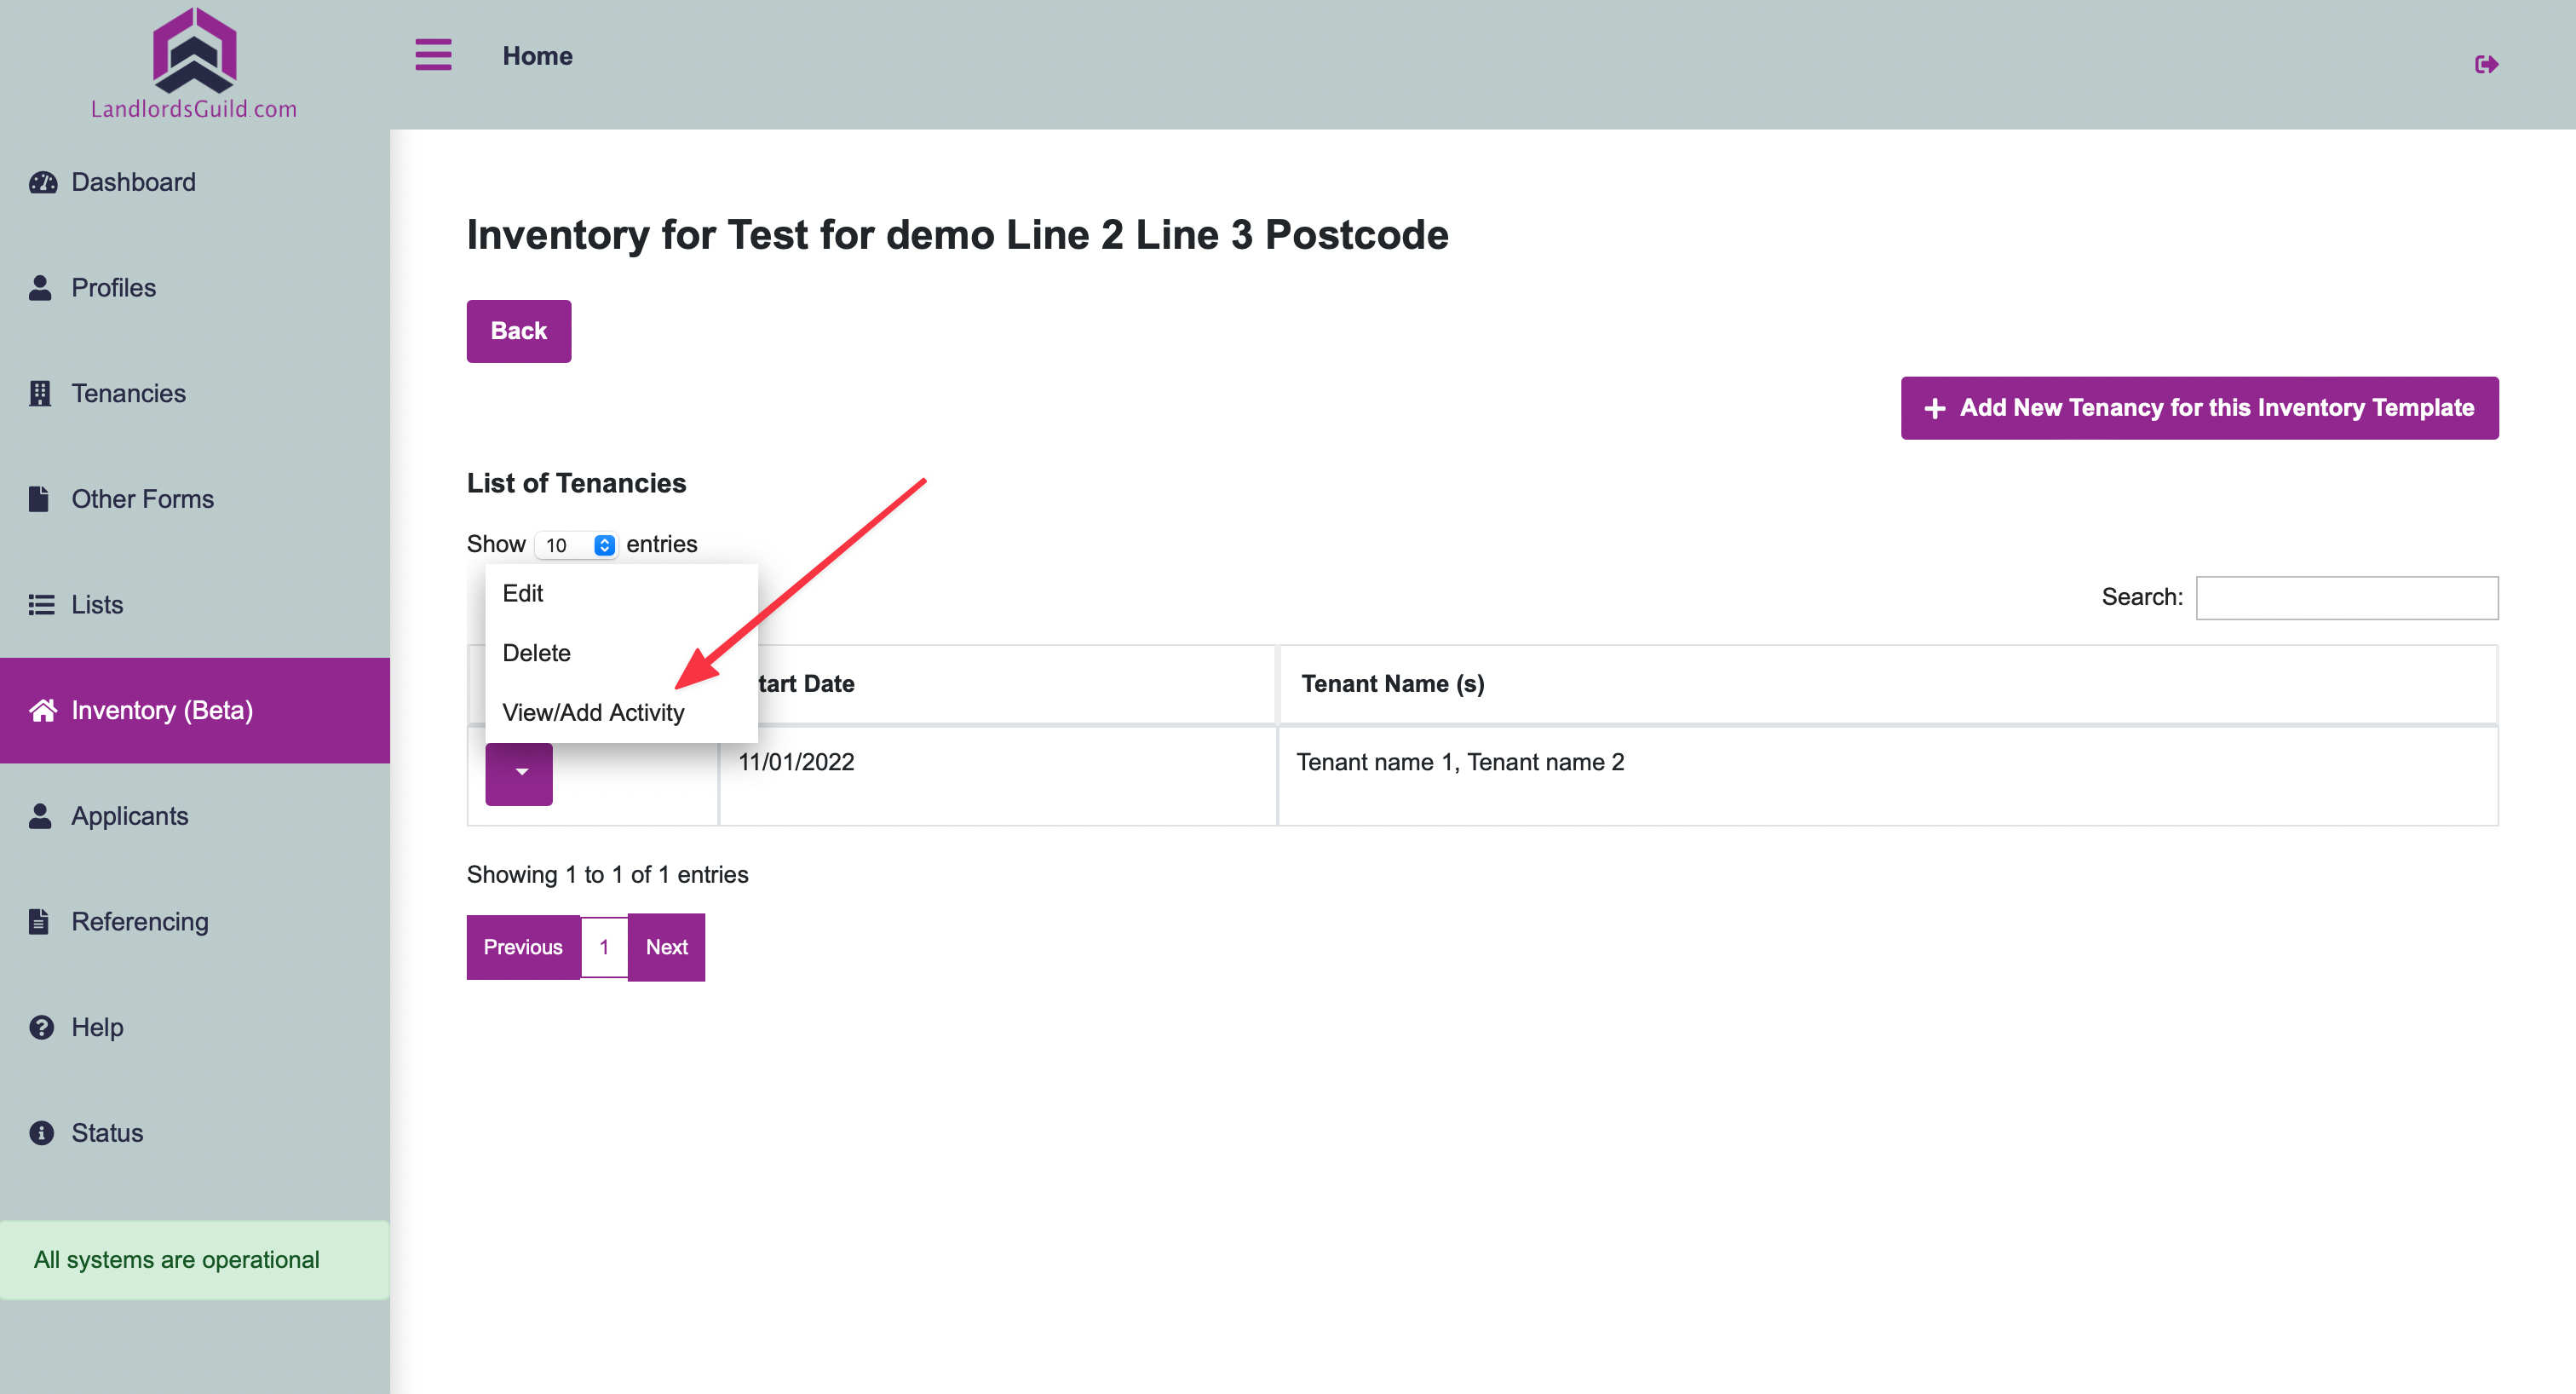 LandlordsGuild.com
Home
Dashboard
Profiles
Tenancies
Other Forms
Lists
Inventory (Beta)
Applicants
Referencing
Help
Status
All systems are operational
Inventory for Test for demo Line 2 Line 3 Postcode
Back
Add New Tenancy for this Inventory Template
List of Tenancies
Show 10 entries
Search:
Edit
Delete
View/Add Activity
tart Date
Tenant Name (s)
11/01/2022
Tenant name 1, Tenant name 2
Showing 1 to 1 of 1 entries
Previous 1 Next